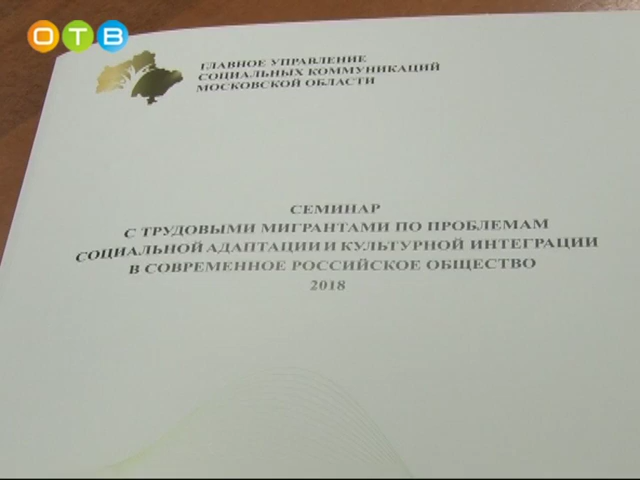 ОТВ
ГЛАВНОЕ УПРАВЛЕНИЕ
СОЦИАЛЬНЫХ КОММУНИКАЦИЙ
МОСКОВСКОЙ ОБЛАСТИ
СЕМИНАР
С ТРУДОВЫМИ МИГРАНТАМИ ПО ПРОБЛЕМАМ
СОЦИАЛЬНОЙ АДАПТАЦИИ И КУЛЬТУРНОЙ ИНТЕГРАЦИИ
В СОВРЕМЕННОЕ РОССИЙСКОЕ ОБЩЕСТВО
2018